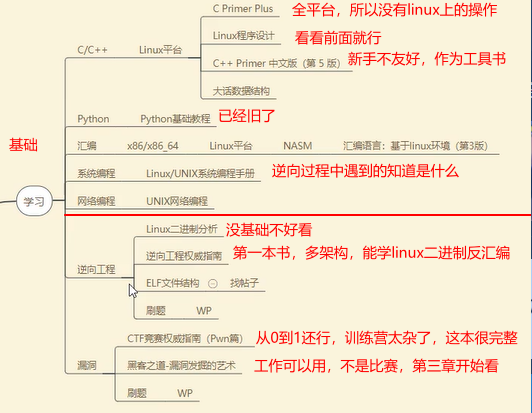 C Primer Plus 全平台，所以没有linux上的操作
Linux程序设计 看看前面就行
C/C++ Linux平台
C++ Primer 中文版（第 5 版） 新手不友好，作为工具书
大话数据结构
Python Python基础教程 已经旧了
基础
汇编 x86/x86_64 Linux平台 NASM 汇编语言：基于linux环境（第3版）
系统编程 Linux/UNIX系统编程手册 逆向过程中遇到的知道是什么
网络编程 UNIX网络编程
学习
Linux二进制分析 没基础不好看
逆向工程权威指南 第一本书，多架构，能学linux二进制反汇编
逆向工程
ELF文件结构 找帖子
刷题 WP
CTF竞赛权威指南（Pwn篇） 从0到1还行，训练营太杂了，这本很完整
漏洞
黑客之道-漏洞发掘的艺术 工作可以用，不是比赛，第三章开始看
刷题 WP